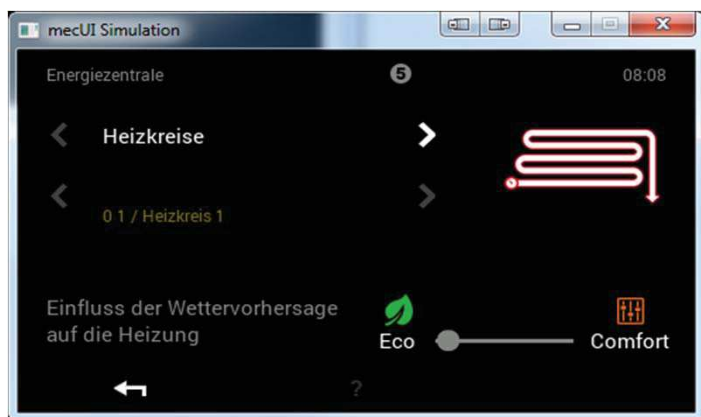 mecUI Simulation
Energiezentrale
5
08:08
Heizkreise
0 1 / Heizkreis 1
Einfluss der Wettervorhersage
auf die Heizung
Eco
Comfort
?